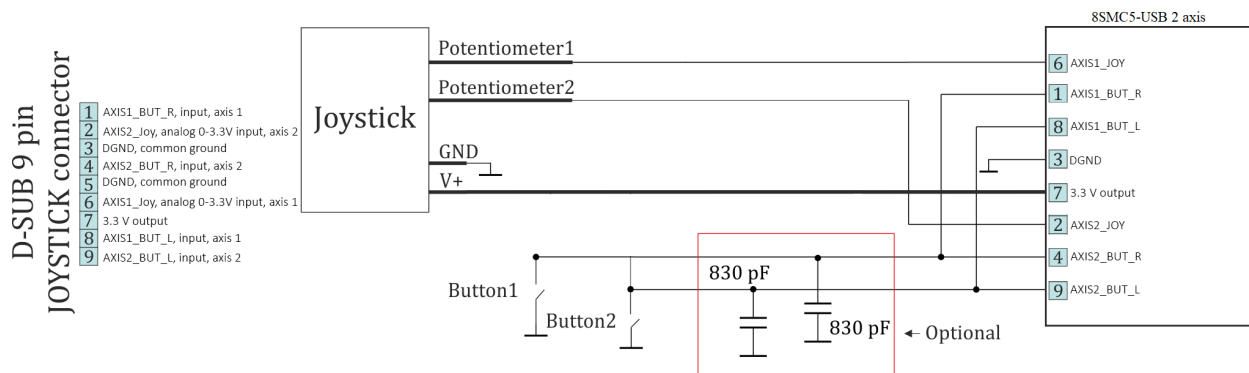 D-SUB 9 pin
JOYSTICK connector
1 AXIS1_BUT_R, input, axis 1
2 AXIS2_Joy, analog 0-3.3V input, axis 2
3 DGND, common ground
4 AXIS2_BUT_R, input, axis 2
5 DGND, common ground
6 AXIS1_Joy, analog 0-3.3V input, axis 1
7 3.3 V output
8 AXIS1_BUT_L, input, axis 1
9 AXIS2_BUT_L, input, axis 2
Joystick
Potentiometer1
Potentiometer2
GND
V+
Button1
Button2
830 pF
830 pF
Optional
8SMC5-USB 2 axis
6 AXIS1_JOY
1 AXIS1_BUT_R
8 AXIS1_BUT_L
3 DGND
7 3.3 V output
2 AXIS2_JOY
4 AXIS2_BUT_R
9 AXIS2_BUT_L